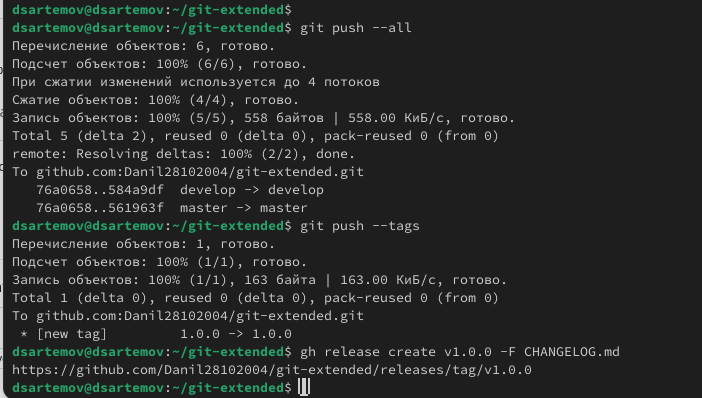 dsartemov@dsartemov:~/git-extended$
dsartemov@dsartemov:~/git-extended$ git push --all
Перечисление объектов: 6, готово.
Подсчет объектов: 100% (6/6), готово.
При сжатии изменений используется до 4 потоков
Сжатие объектов: 100% (4/4), готово.
Запись объектов: 100% (5/5), 558 байтов | 558.00 КиБ/с, готово.
Total 5 (delta 2), reused 0 (delta 0), pack-reused 0 (from 0)
remote: Resolving deltas: 100% (2/2), done.
To github.com:Danil28102004/git-extended.git
   76a0658..584a9df  develop -> develop
   76a0658..561963f  master -> master
dsartemov@dsartemov:~/git-extended$ git push --tags
Перечисление объектов: 1, готово.
Подсчет объектов: 100% (1/1), готово.
Запись объектов: 100% (1/1), 163 байта | 163.00 КиБ/с, готово.
Total 1 (delta 0), reused 0 (delta 0), pack-reused 0 (from 0)
To github.com:Danil28102004/git-extended.git
 * [new tag]         1.0.0 -> 1.0.0
dsartemov@dsartemov:~/git-extended$ gh release create v1.0.0 -F CHANGELOG.md
https://github.com/Danil28102004/git-extended/releases/tag/v1.0.0
dsartemov@dsartemov:~/git-extended$